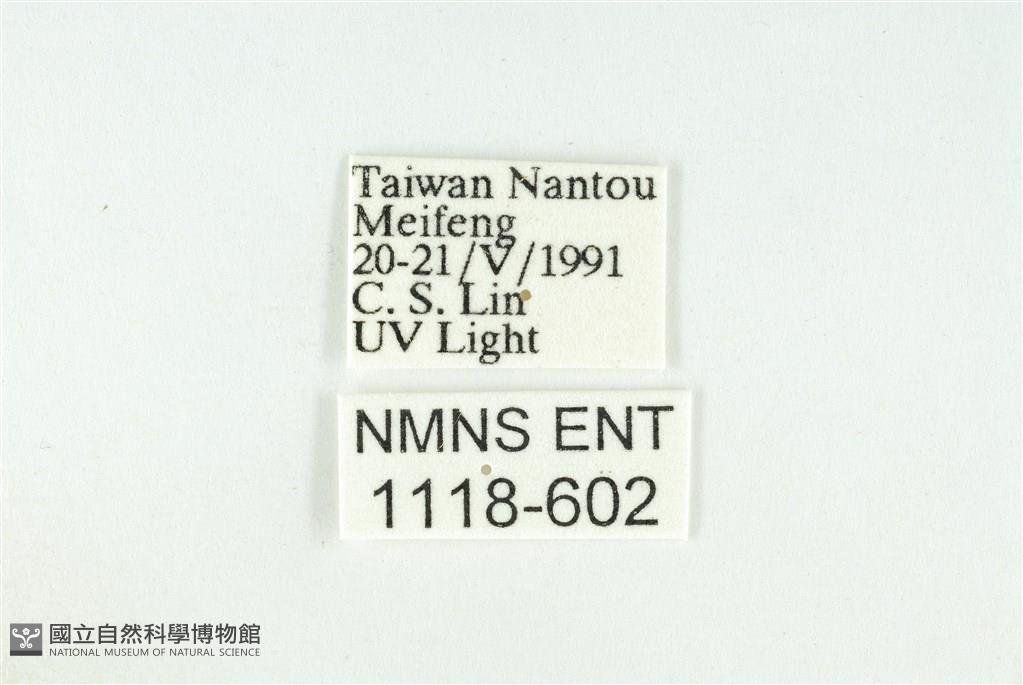 Taiwan Nantou
Meifeng
20-21/V/1991
C. S. Lin
UV Light
NMNS ENT
1118-602
國立自然科學博物館
NATIONAL MUSEUM OF NATURAL SCIENCE